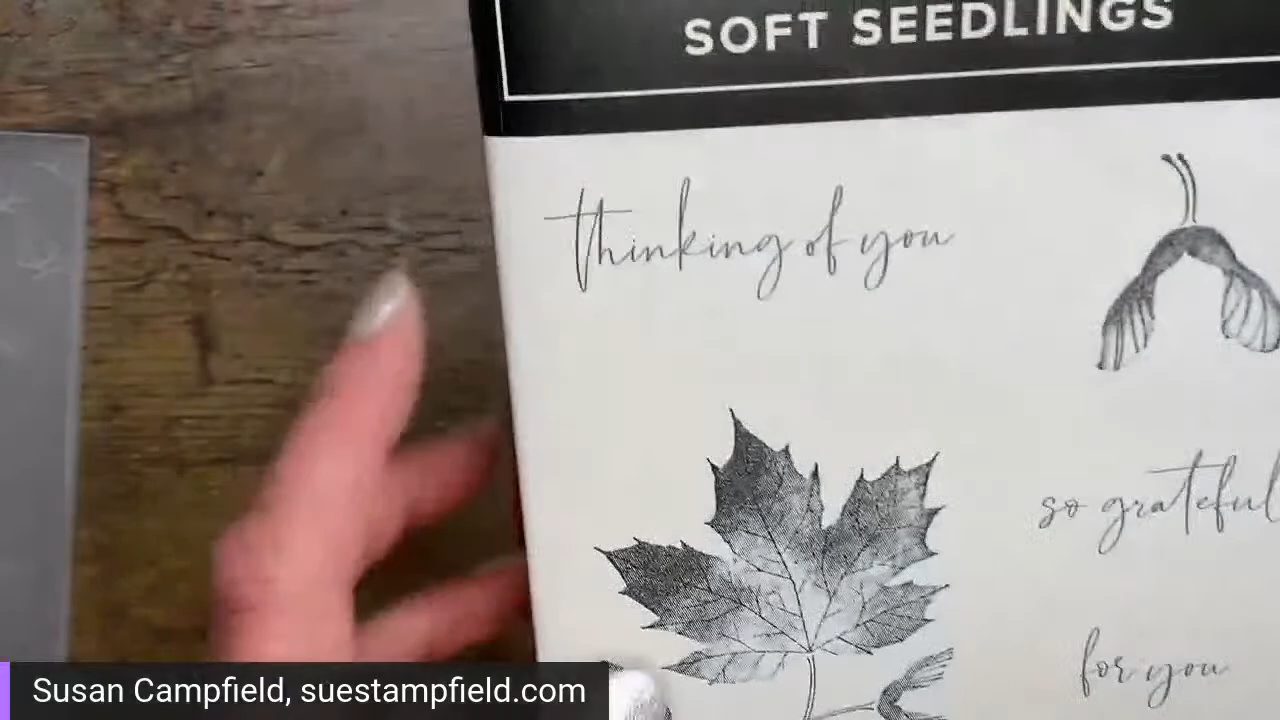 SOFT SEEDLINGS
thinking of you
so grateful
for you
Susan Campfield, suestampfield.com